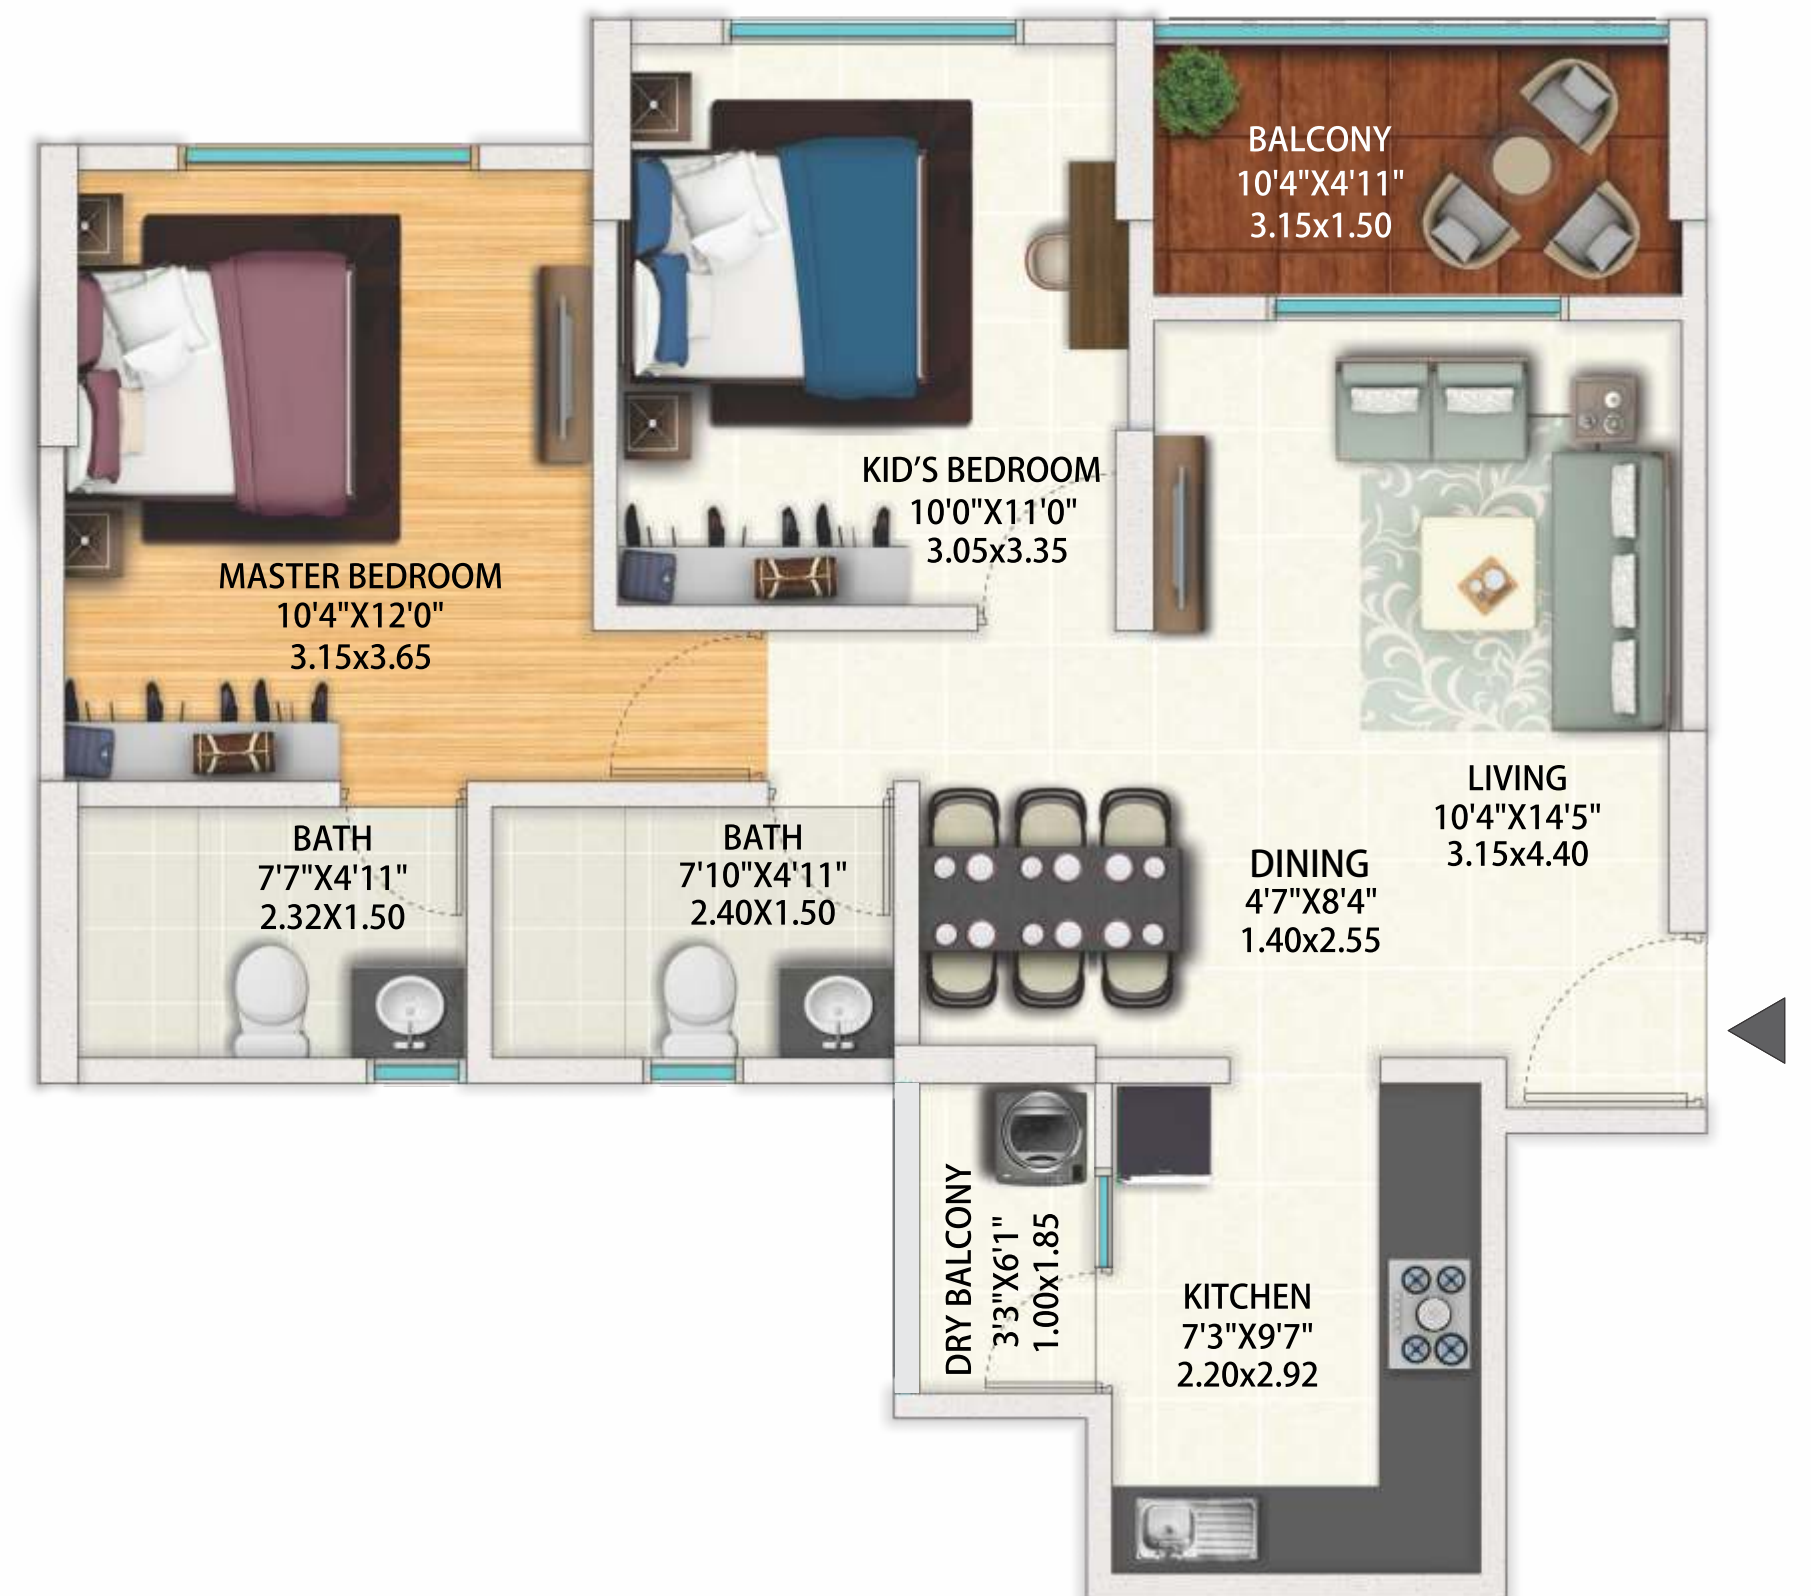 BALCONY
10'4"X4'11"
3.15x1.50
KID’S BEDROOM
10'0"X11'0"
3.05x3.35
MASTER BEDROOM
10'4"X12'0"
3.15x3.65
LIVING
10'4"X14'5"
3.15x4.40
BATH
7'7"X4'11"
2.32X1.50
BATH
7'10"X4'11"
2.40X1.50
DINING
4'7"X8'4"
1.40x2.55
DRY BALCONY
3'3"X6'1"
1.00x1.85
KITCHEN
7'3"X9'7"
2.20x2.92